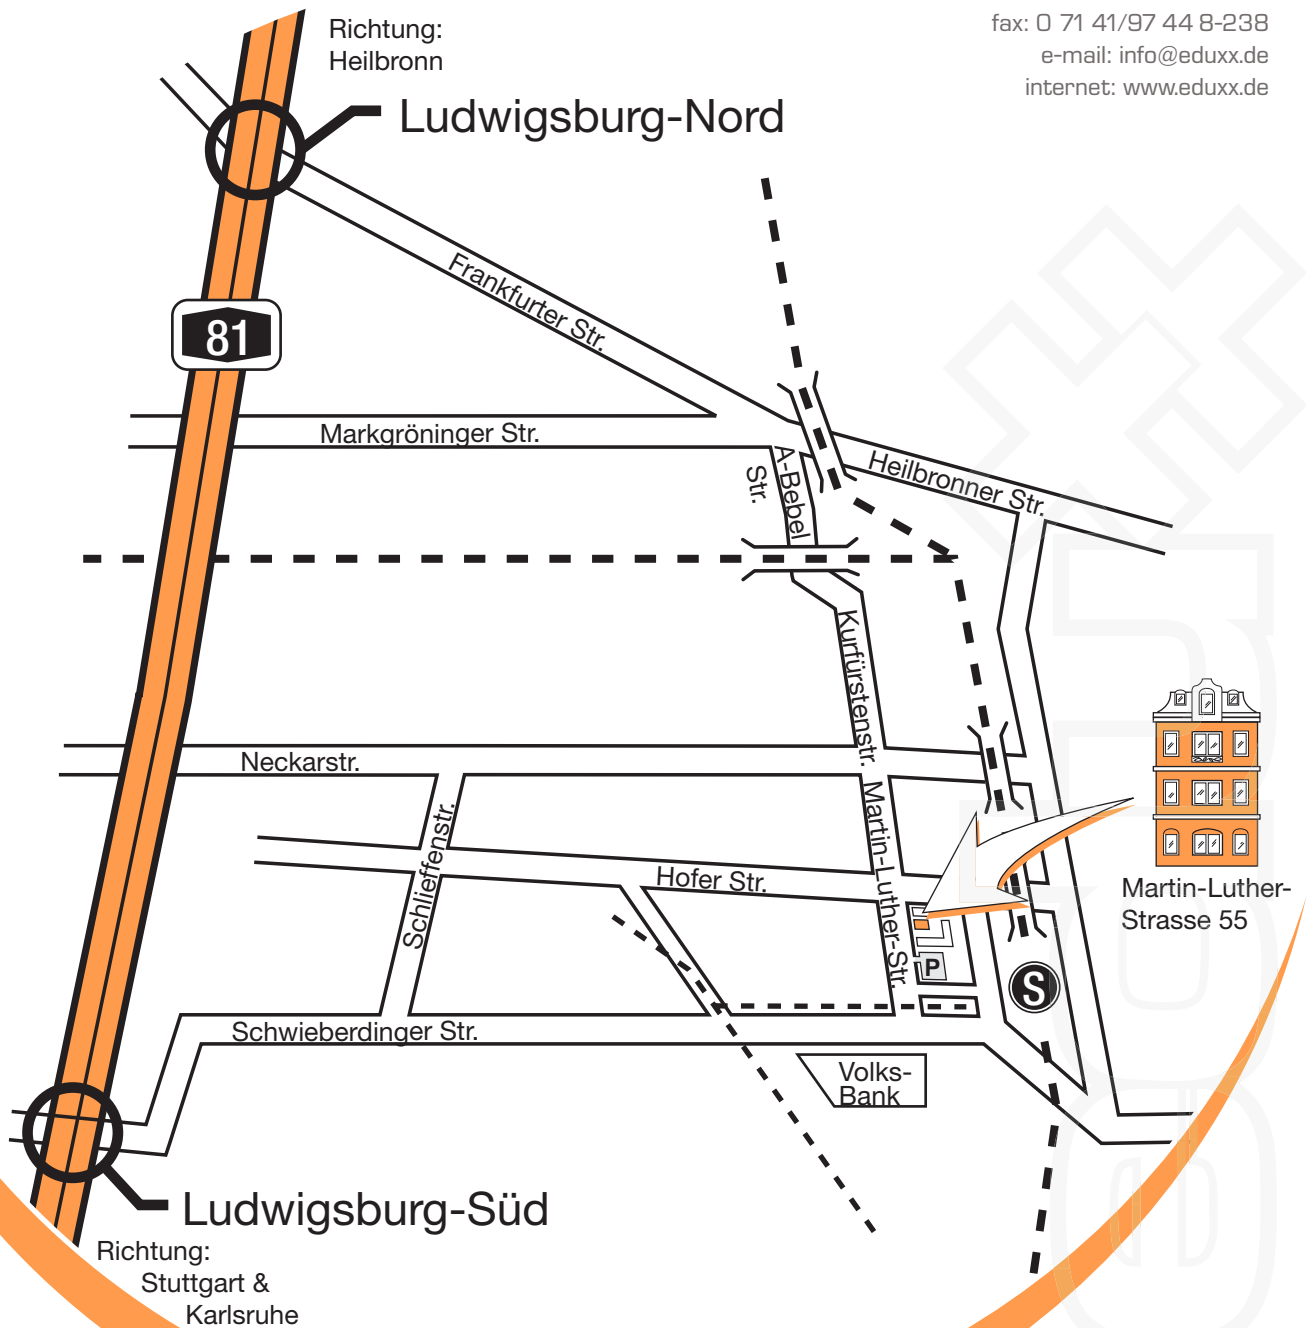 fax: 0 71 41/97 44 8-238
e-mail: info@eduxx.de
internet: www.eduxx.de
Richtung:
Heilbronn
Ludwigsburg-Nord
Frankfurter Str.
81
Markgröninger Str.
A-Bebel
Str.
Heilbronner Str.
Kurfürstenstr.
Neckarstr.
Schlieffenstr.
Martin-Luther-Str.
Hofer Str.
Martin-Luther-
Strasse 55
P
S
Schwieberdinger Str.
Volks-
Bank
Ludwigsburg-Süd
Richtung:
Stuttgart &
Karlsruhe